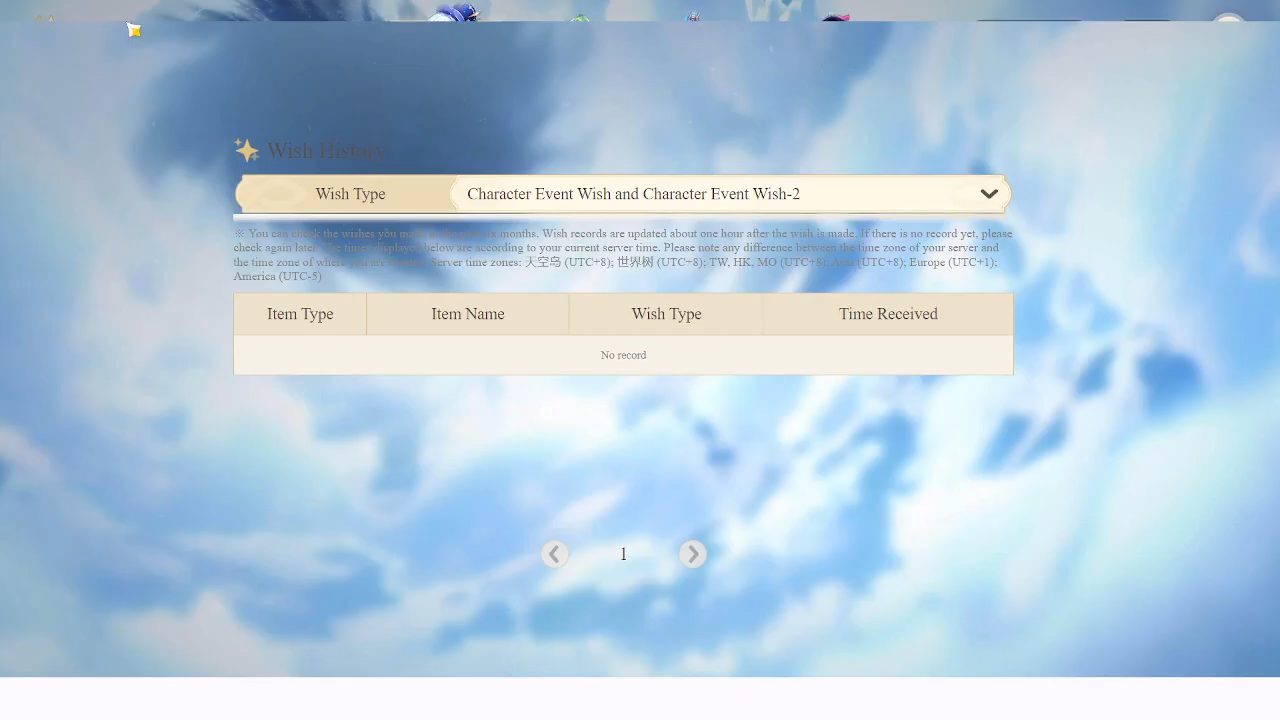 Wish History
Wish Type
Character Event Wish and Character Event Wish-2
※ You can check the wishes you made in the past six months. Wish records are updated about one hour after the wish is made. If there is no record yet, please
check again later. The times displayed below are according to your current server time. Please note any difference between the time zone of your server and
the time zone of where you are Server time zones: 天空岛 (UTC+8); 世界树 (UTC+8); TW, HK, MO (UTC+8); Asia (UTC+8); Europe (UTC+1);
America (UTC-5)
Item Type
Item Name
Wish Type
Time Received
No record
1